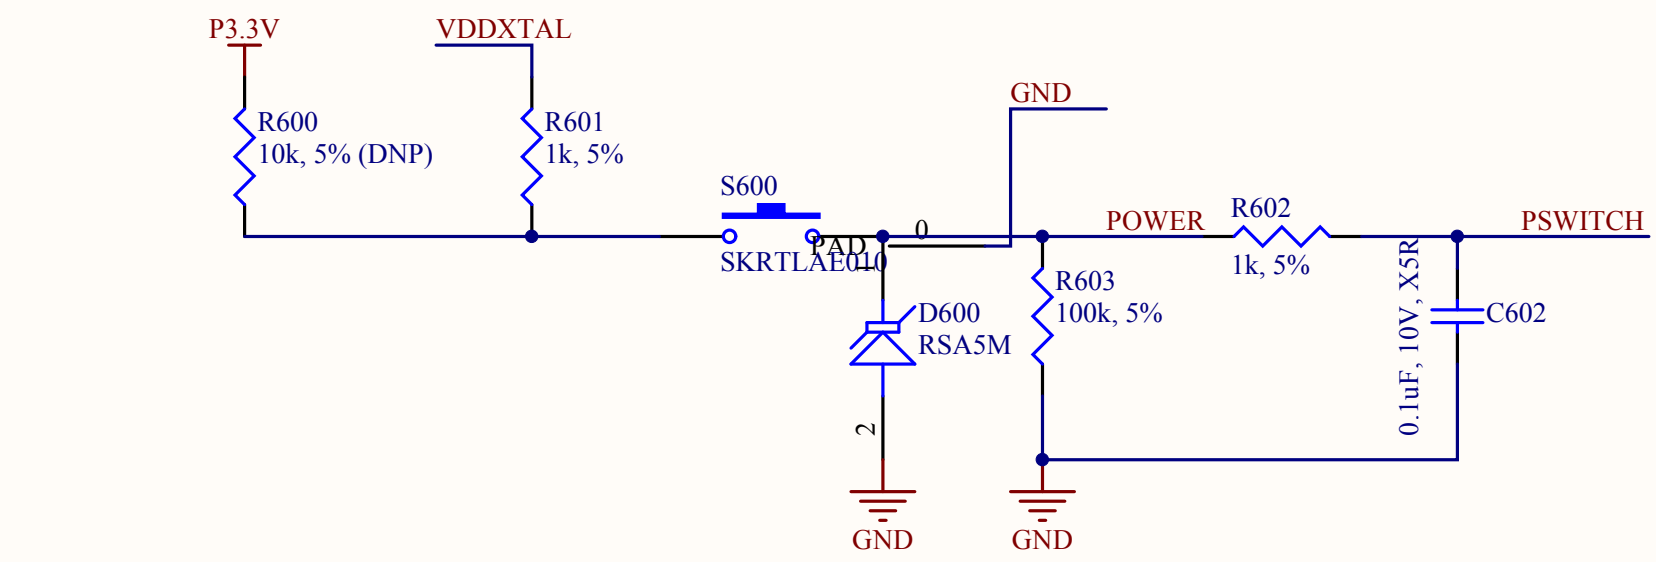 P3.3V
VDDXTAL
GND
R600
10k, 5% (DNP)
R601
1k, 5%
S600
SKRTLAE010
PAD
0
1
POWER
R602
1k, 5%
PSWITCH
R603
100k, 5%
D600
RSA5M
2
0.1uF, 10V, X5R
C602
GND
GND